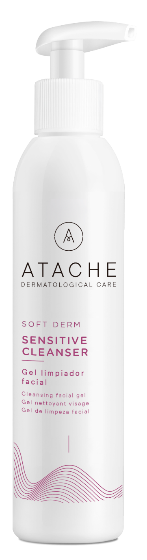 ATACHE
DERMATOLOGICAL CARE
SOFT DERM
SENSITIVE
CLEANSER
Gel limpiador
facial
Cleansing facial gel
Gel nettoyant visage
Gel de limpeza facial